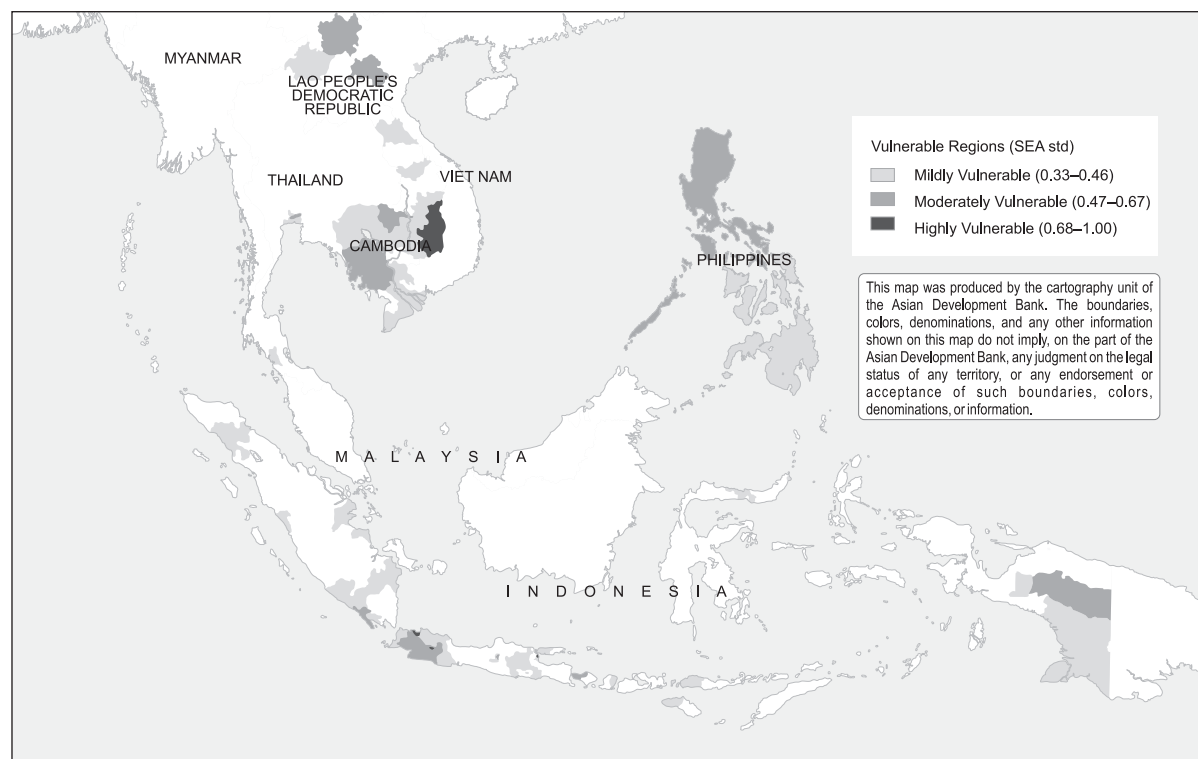 MYANMAR
LAO PEOPLE'S
DEMOCRATIC
REPUBLIC
THAILAND
VIET NAM
CAMBODIA
PHILIPPINES
MALAYSIA
INDONESIA
Vulnerable Regions (SEA std)
Mildly Vulnerable (0.33–0.46)
Moderately Vulnerable (0.47–0.67)
Highly Vulnerable (0.68–1.00)
This map was produced by the cartography unit of
the Asian Development Bank. The boundaries,
colors, denominations, and any other information
shown on this map do not imply, on the part of the
Asian Development Bank, any judgment on the legal
status of any territory, or any endorsement or
acceptance of such boundaries, colors,
denominations, or information.